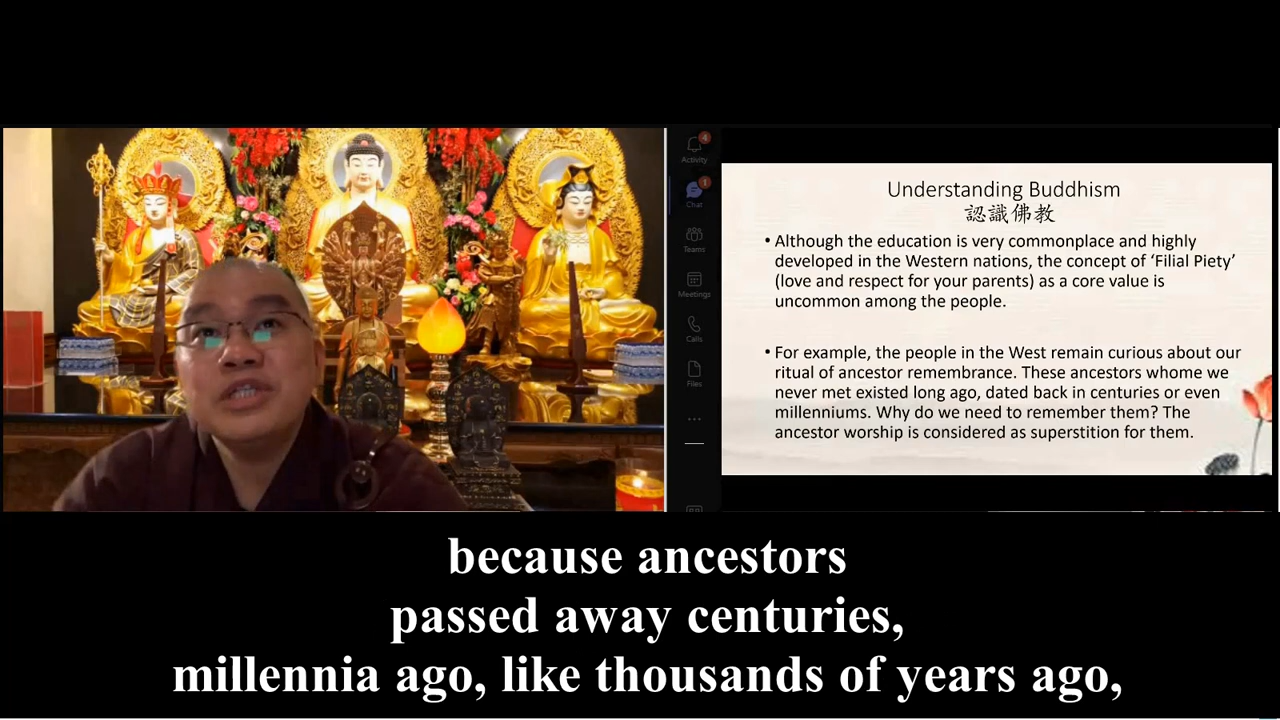 Activity
4
Chat
1
Teams
Meetings
Calls
Files
Understanding Buddhism
認識佛教
• Although the education is very commonplace and highly
developed in the Western nations, the concept of ‘Filial Piety’
(love and respect for your parents) as a core value is
uncommon among the people.
• For example, the people in the West remain curious about our
ritual of ancestor remembrance. These ancestors whome we
never met existed long ago, dated back in centuries or even
millenniums. Why do we need to remember them? The
ancestor worship is considered as superstition for them.
because ancestors
passed away centuries,
millennia ago, like thousands of years ago,